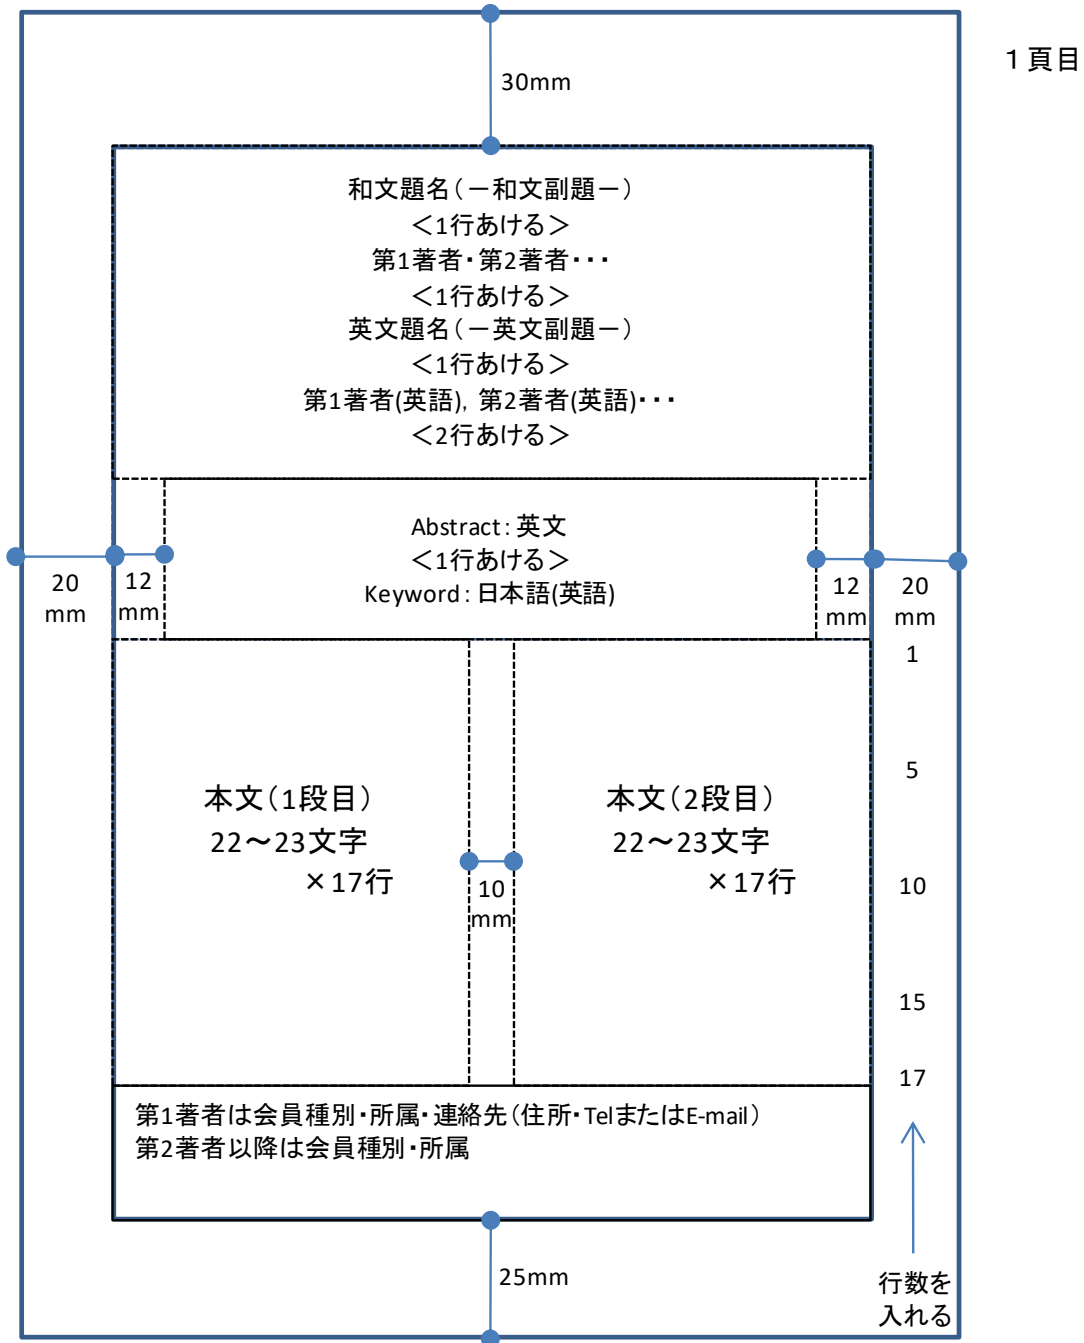 １頁目
30mm
和文題名（－和文副題－）
＜1行あける＞
第1著者・第2著者・・・
＜1行あける＞
英文題名（－英文副題－）
＜1行あける＞
第1著者(英語)，第2著者(英語)・・・
＜2行あける＞
Abstract：英文
＜1行あける＞
Keyword：日本語(英語)
20
mm
12
mm
12
mm
20
mm
本文（1段目）
22～23文字
×17行
10
mm
本文（2段目）
22～23文字
×17行
1
5
10
15
17
第1著者は会員種別・所属・連絡先（住所・TelまたはE-mail）
第2著者以降は会員種別・所属
25mm
行数を
入れる